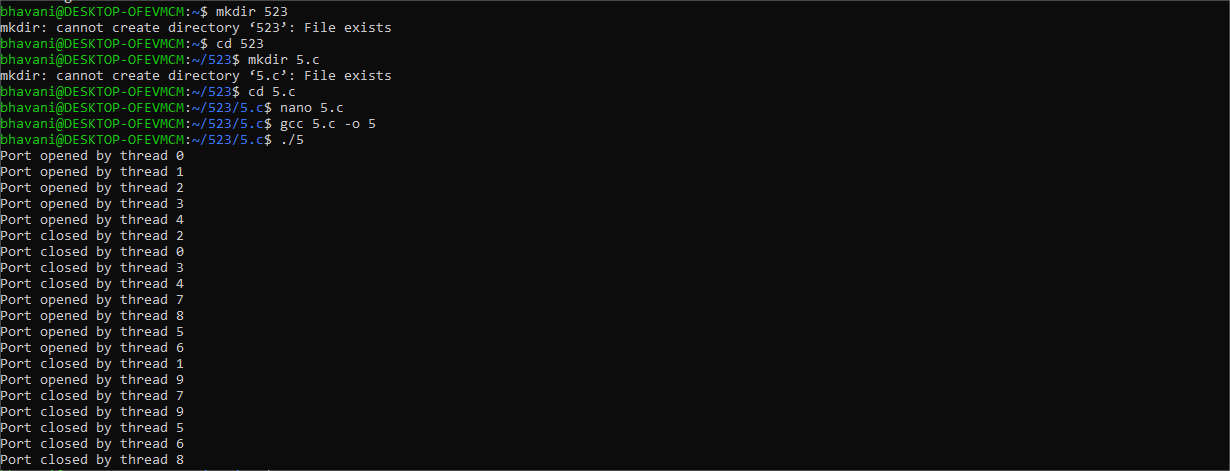 bhavani@DESKTOP-OFEVMCM:~$ mkdir 523
mkdir: cannot create directory ‘523’: File exists
bhavani@DESKTOP-OFEVMCM:~$ cd 523
bhavani@DESKTOP-OFEVMCM:~/523$ mkdir 5.c
mkdir: cannot create directory ‘5.c’: File exists
bhavani@DESKTOP-OFEVMCM:~/523$ cd 5.c
bhavani@DESKTOP-OFEVMCM:~/523/5.c$ nano 5.c
bhavani@DESKTOP-OFEVMCM:~/523/5.c$ gcc 5.c -o 5
bhavani@DESKTOP-OFEVMCM:~/523/5.c$ ./5
Port opened by thread 0
Port opened by thread 1
Port opened by thread 2
Port opened by thread 3
Port opened by thread 4
Port closed by thread 2
Port closed by thread 0
Port closed by thread 3
Port closed by thread 4
Port opened by thread 7
Port opened by thread 8
Port opened by thread 5
Port opened by thread 6
Port closed by thread 1
Port opened by thread 9
Port closed by thread 7
Port closed by thread 9
Port closed by thread 5
Port closed by thread 6
Port closed by thread 8